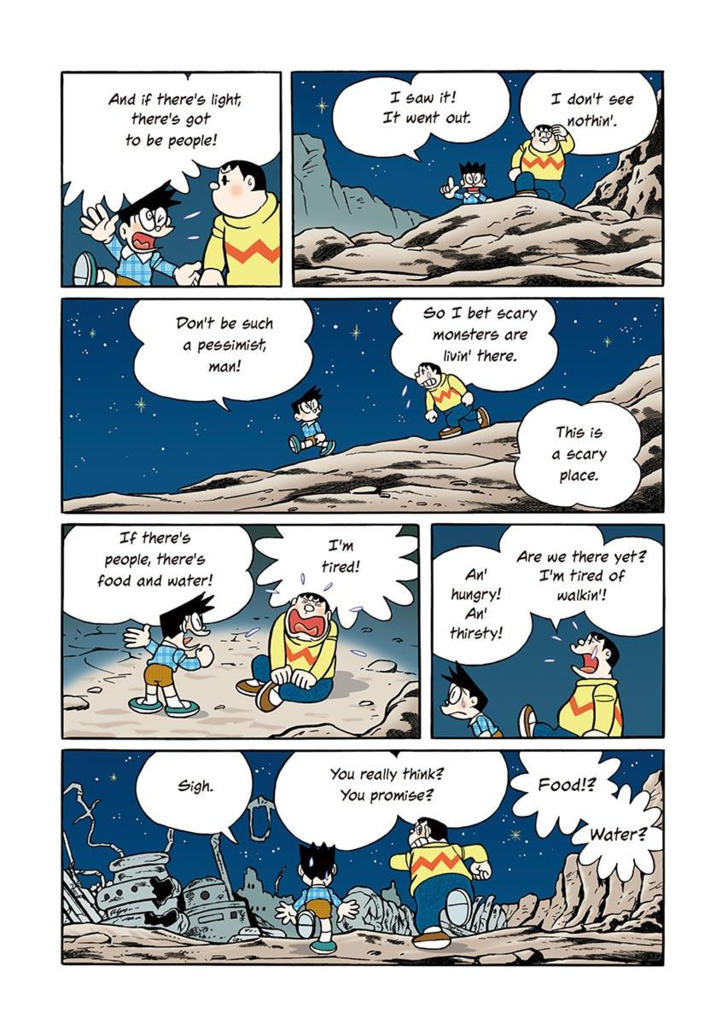 I don't see
nothin'.
I saw it!
It went out.
And if there's light,
there's got
to be people!
So I bet scary
monsters are
livin' there.
This is
a scary
place.
Don't be such
a pessimist,
man!
Are we there yet?
I'm tired of
walkin'!
An'
hungry!
An'
thirsty!
I'm
tired!
If there's
people, there's
food and water!
Food!?
Water?
You really think?
You promise?
Sigh.